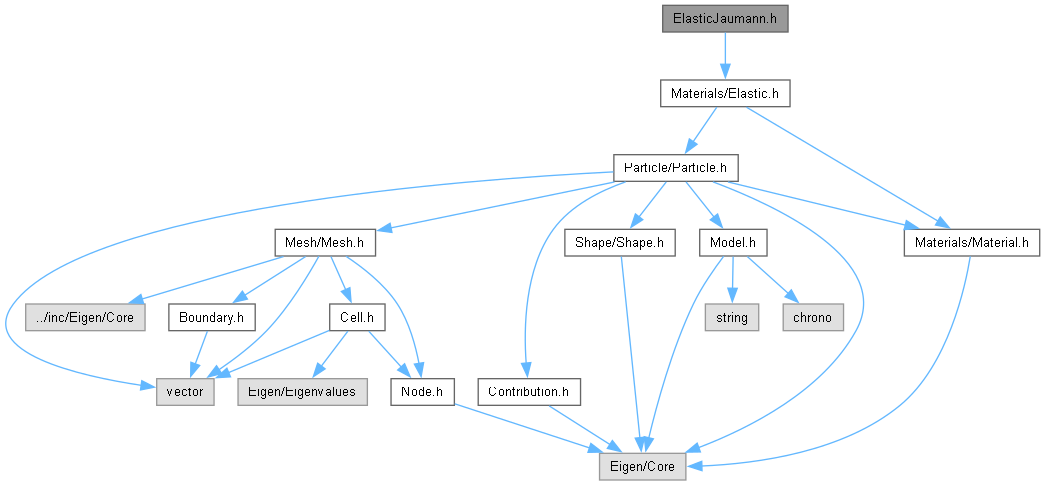 ElasticJaumann.h
Materials/Elastic.h
Particle/Particle.h
Mesh/Mesh.h
Shape/Shape.h
Model.h
Materials/Material.h
../inc/Eigen/Core
Boundary.h
Cell.h
string
chrono
vector
Eigen/Eigenvalues
Node.h
Contribution.h
Eigen/Core